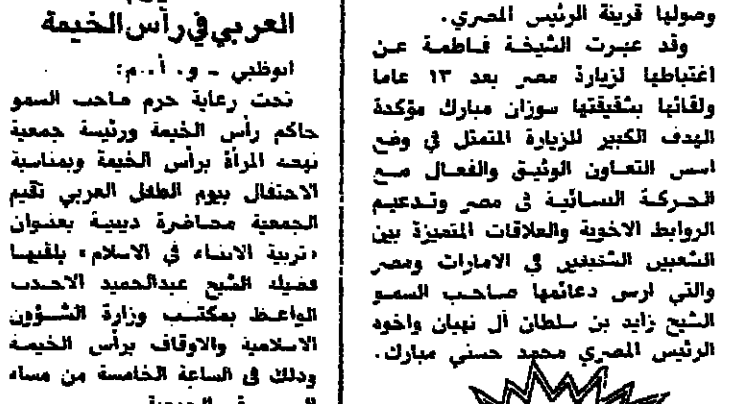 وصولها قرينة الرئيس المصري.
وقد عبرت الشيخة فاطمة عن
اغتباطها لزيارة مصر بعد ١٣ عاما
ولقائها بشقيقتها سوزان مبارك مؤكدة
الهدف الكبير للزيارة المتمثل في وضع
اسس التعاون الوثيق والفعال مع
الحركة النسائية في مصر وتدعيم
الروابط الاخوية والعلاقات المتميزة بين
الشعبين الشقيقين في الامارات ومصر
والتي ارسى دعائمها صاحب السمو
الشيخ زايد بن سلطان آل نهيان واخوه
الرئيس المصري محمد حسني مبارك.
العربي في رأس الخيمة
ابوظبي - و. أ. م:
تحت رعاية حرم صاحب السمو
حاكم رأس الخيمة ورئيسة جمعية
نهضة المرأة برأس الخيمة وبمناسبة
الاحتفال بيوم الطفل العربي تقيم
الجمعية محاضرة دينية بعنوان
«تربية الابناء في الاسلام» يلقيها
فضيلة الشيخ عبدالحميد الاحدب
الواعظ بمكتب وزارة الشؤون
الاسلامية والاوقاف برأس الخيمة
وذلك في الساعة الخامسة من مساء